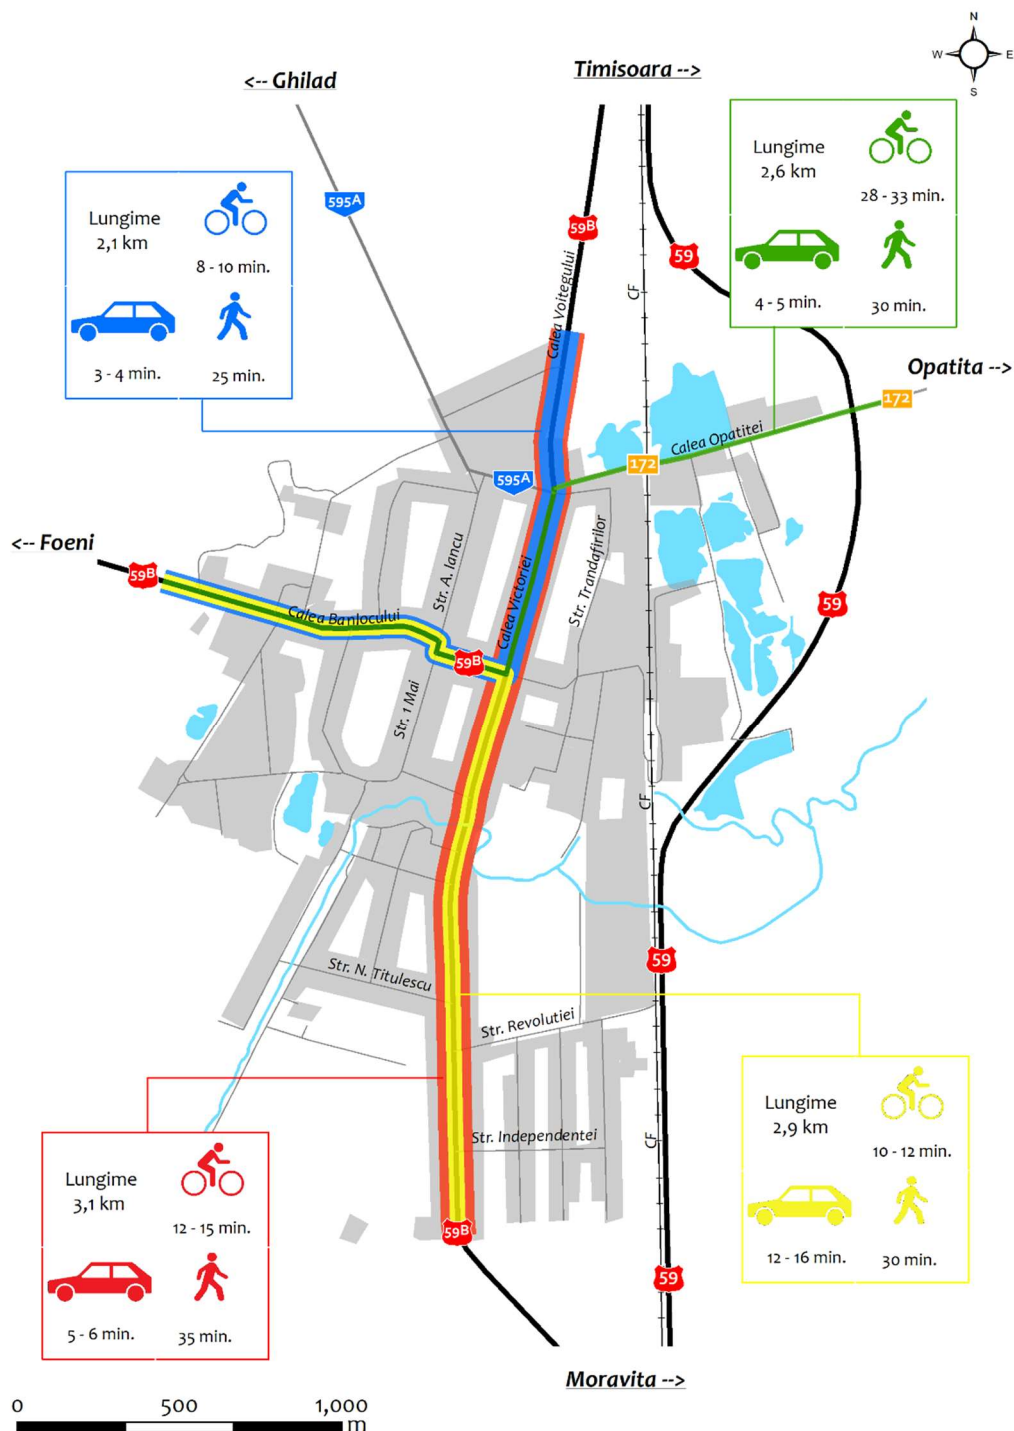 N
W E
S
<-- Ghilad
Timisoara -->
595A
59B
59
Lungime
2,1 km
8 - 10 min.
3 - 4 min.
25 min.
Lungime
2,6 km
28 - 33 min.
4 - 5 min.
30 min.
Calea Voitegului
CF
Opatita -->
172
Calea Opatitei
172
595A
<-- Foeni
59B
Calea Banlocului
Str. A. Iancu
Calea Victoriei
Str. Trandafirilor
59
59B
Str. 1 Mai
CF
Str. N. Titulescu
59
Str. Revolutiei
Str. Independentei
CF
Lungime
3,1 km
12 - 15 min.
5 - 6 min.
35 min.
Lungime
2,9 km
10 - 12 min.
12 - 16 min.
30 min.
59B
59
Moravita -->
0 500 1,000
m